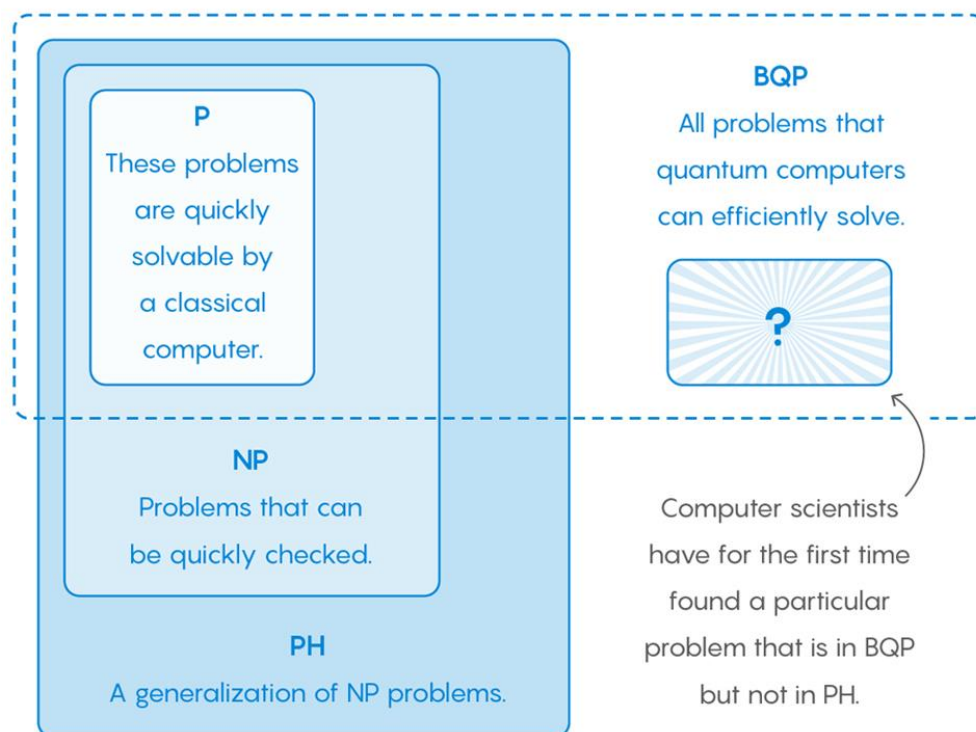 P
These problems
are quickly
solvable by
a classical
computer.
NP
Problems that can
be quickly checked.
PH
A generalization of NP problems.
BQP
All problems that
quantum computers
can efficiently solve.
?
Computer scientists
have for the first time
found a particular
problem that is in BQP
but not in PH.